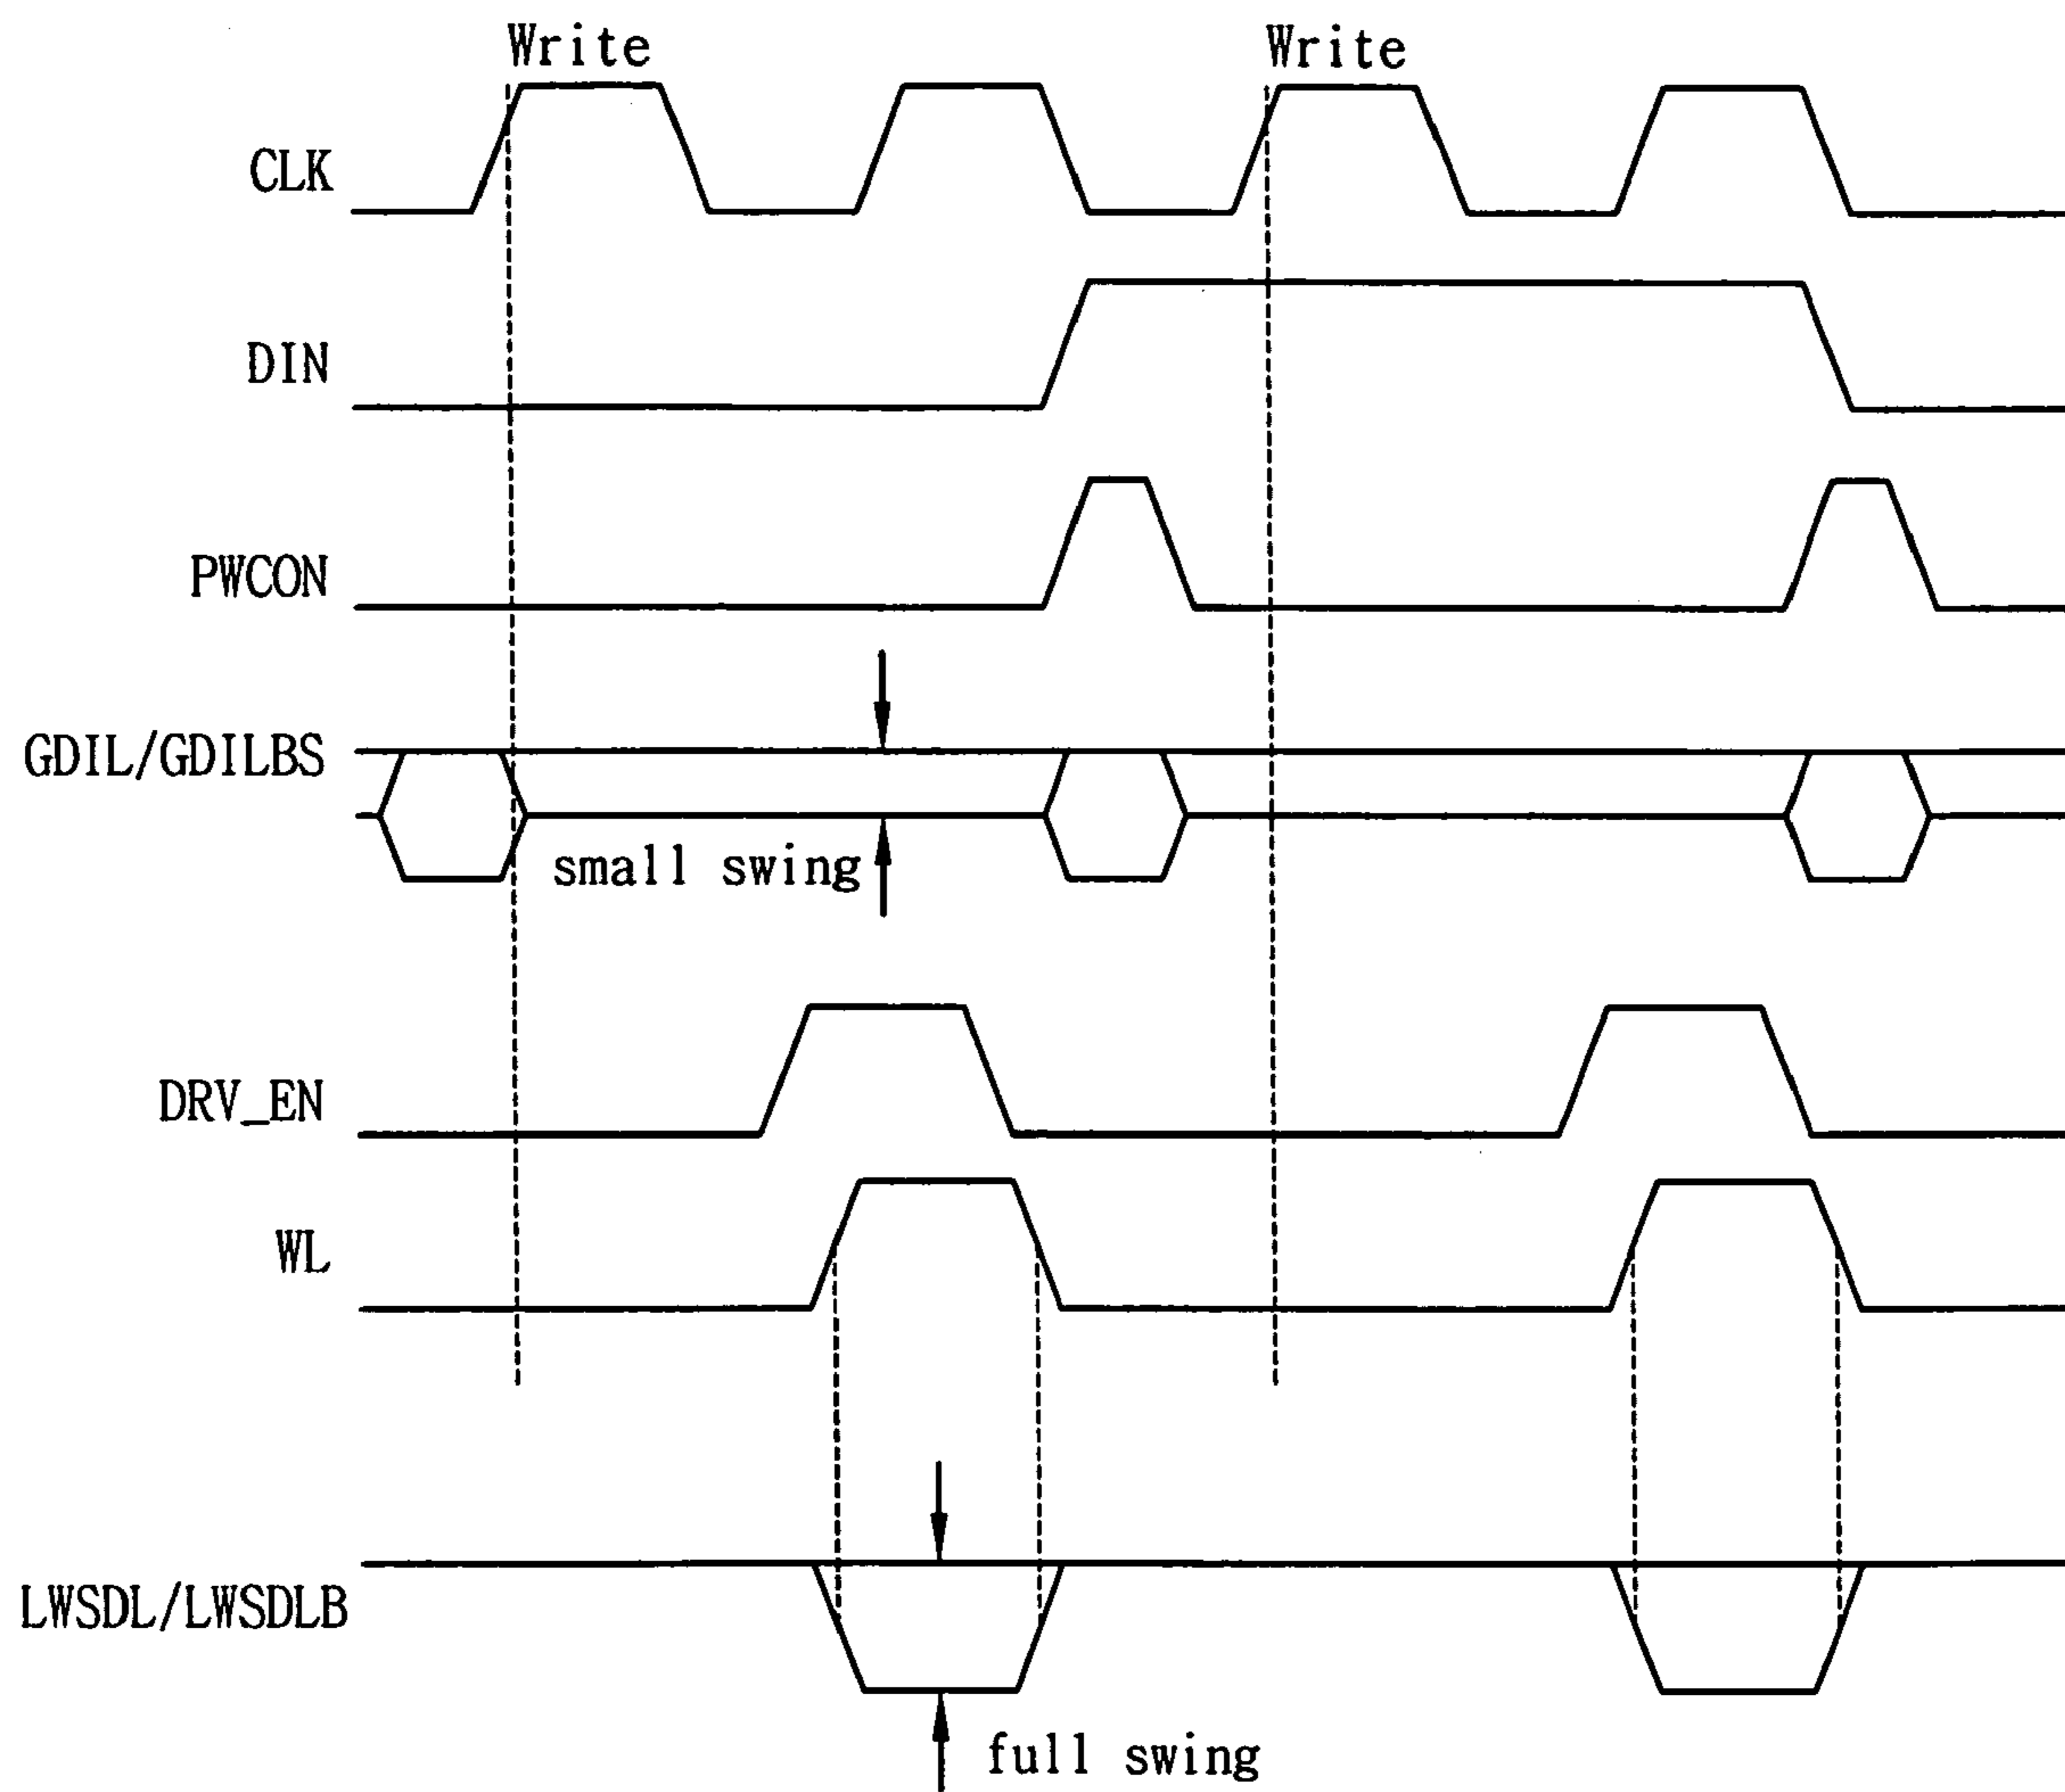 Write
Write
CLK
DIN
PWCON
GDIL/GDILBS
small swing
DRV_EN
WL
LWSDL/LWSDLB
full swing